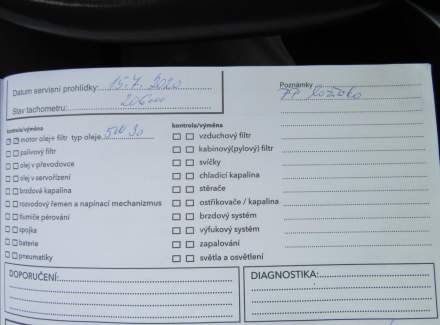 Datum servisní prohlídky: 15.7.2020
Stav tachometru: 206000
Poznámky
PP ložisko
kontrola/výměna
motor olej+ filtr typ oleje 5W30
palivový filtr
olej v převodovce
olej v servořízení
brzdová kapalina
rozvodový řemen a napínací mechanizmus
tlumiče pérování
spojka
baterie
pneumatiky
kontrola/výměna
vzduchový filtr
kabinový(pylový) filtr
svíčky
chladící kapalina
stěrače
ostřikovače / kapalina
brzdový systém
výfukový systém
zapalování
světla a osvětlení
DOPORUČENÍ:
DIAGNOSTIKA: